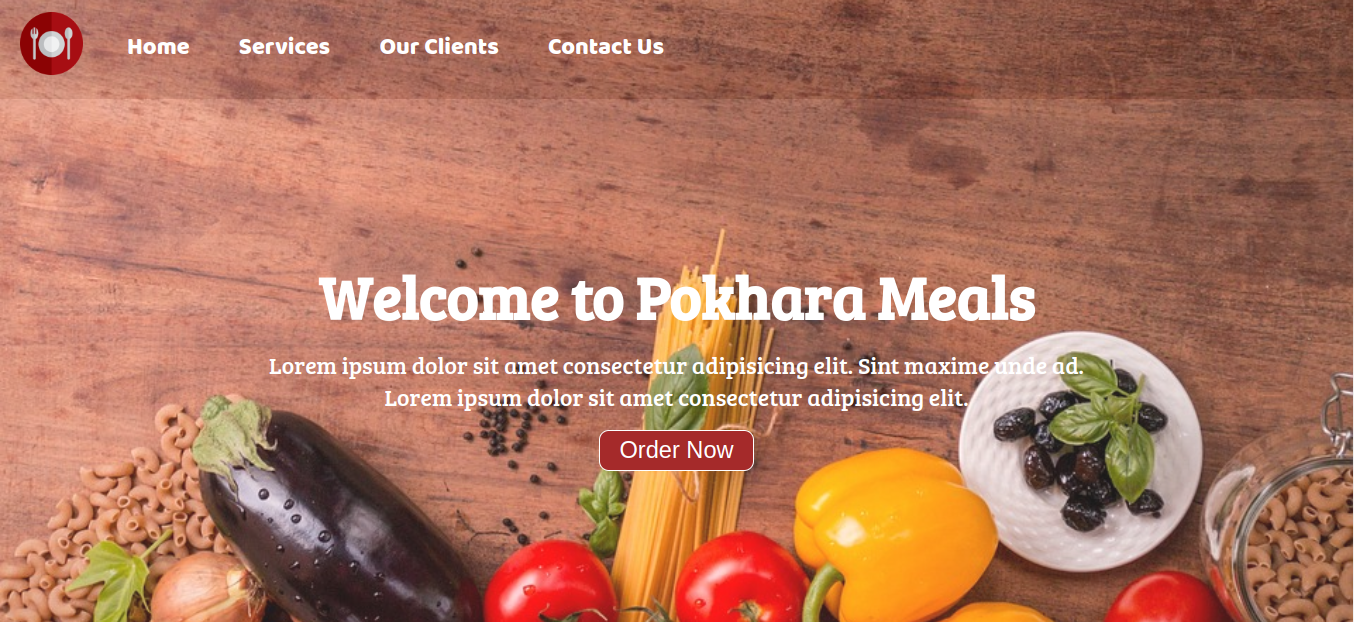 Home Services Our Clients Contact Us
Welcome to Pokhara Meals
Lorem ipsum dolor sit amet consectetur adipisicing elit. Sint maxime unde ad.
Lorem ipsum dolor sit amet consectetur adipisicing elit.
Order Now